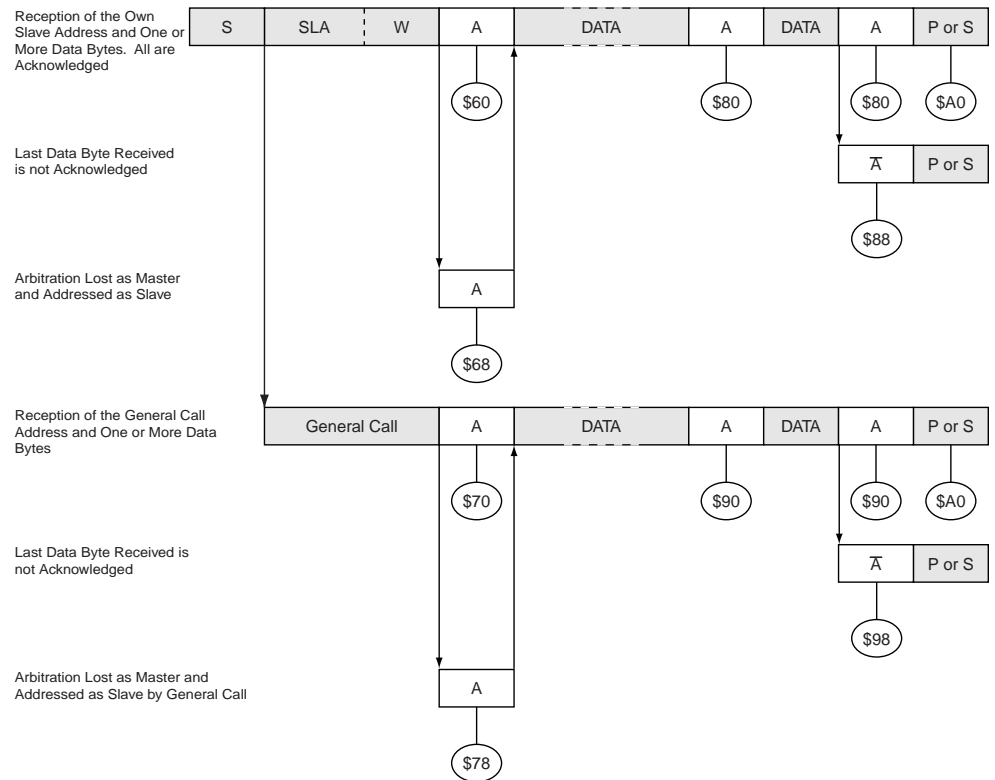 Reception of the Own
Slave Address and One or
More Data Bytes.  All are
Acknowledged
S SLA W A DATA A DATA A P or S
$60 $80 $80 $A0
Last Data Byte Received
is not Acknowledged
A̅ P or S
$88
Arbitration Lost as Master
and Addressed as Slave
A
$68
Reception of the General Call
Address and One or More Data
Bytes
General Call A DATA A DATA A P or S
$70 $90 $90 $A0
Last Data Byte Received is
not Acknowledged
A̅ P or S
$98
Arbitration Lost as Master and
Addressed as Slave by General Call
A
$78